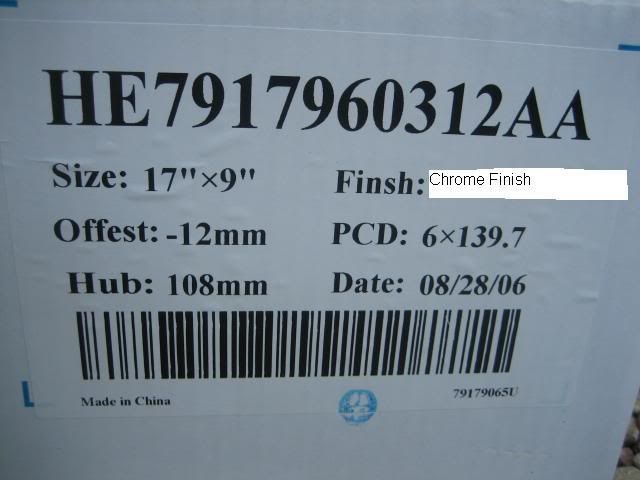 HE7917960312AA
Size: 17"×9" Finsh: Chrome Finish
Offest: -12mm PCD: 6×139.7
Hub: 108mm Date: 08/28/06
Made in China 79179065U